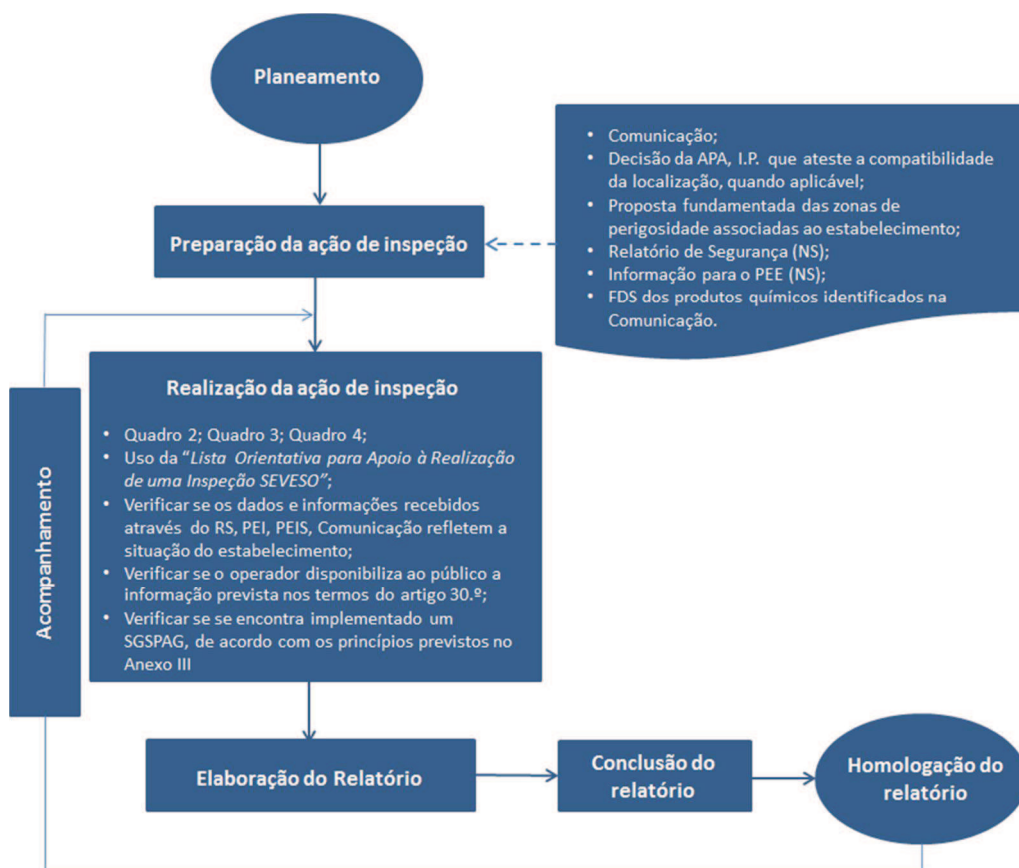 Planeamento
• Comunicação;
• Decisão da APA, I.P. que ateste a compatibilidade
da localização, quando aplicável;
• Proposta fundamentada das zonas de
perigosidade associadas ao estabelecimento;
• Relatório de Segurança (NS);
• Informação para o PEE (NS);
• FDS dos produtos químicos identificados na
Comunicação.
Preparação da ação de inspeção
Acompanhamento
Realização da ação de inspeção
• Quadro 2; Quadro 3; Quadro 4;
• Uso da “Lista Orientativa para Apoio à Realização
de uma Inspeção SEVESO”;
• Verificar se os dados e informações recebidos
através do RS, PEI, PEIS, Comunicação refletem a
situação do estabelecimento;
• Verificar se o operador disponibiliza ao público a
informação prevista nos termos do artigo 30.º;
• Verificar se se encontra implementado um
SGSPAG, de acordo com os princípios previstos no
Anexo III
Elaboração do Relatório
Conclusão do
relatório
Homologação do
relatório